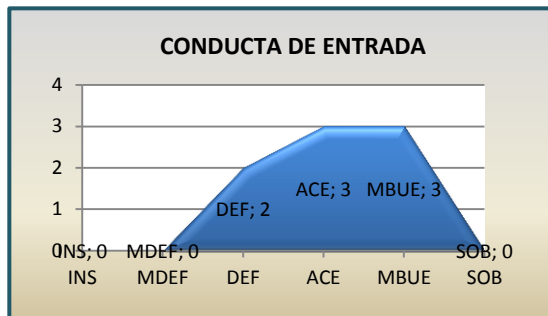 CONDUCTA DE ENTRADA
4
3
2
1
0
ACE; 3 MBUE; 3
DEF; 2
INS; 0 MDEF; 0 SOB; 0
INS MDEF DEF ACE MBUE SOB